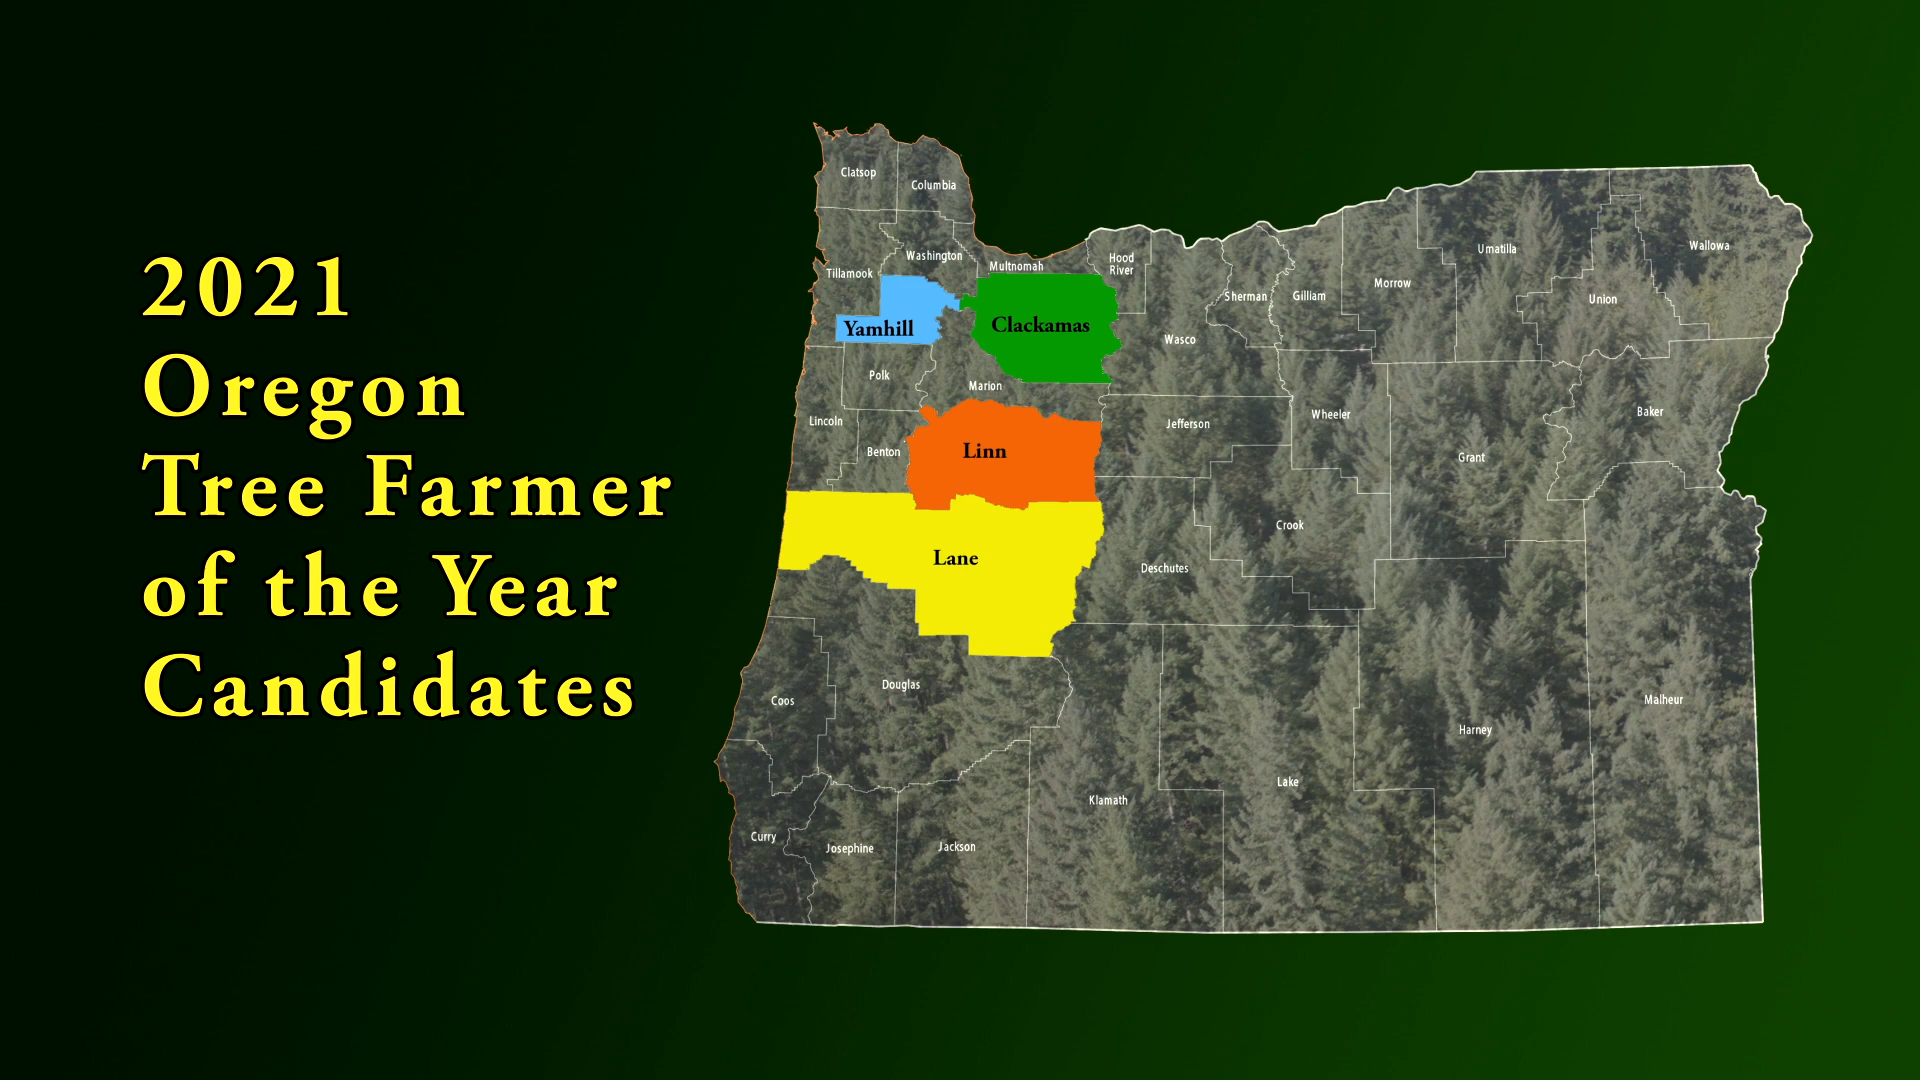 2021
Oregon
Tree Farmer
of the Year
Candidates
Clatsop
Columbia
Washington
Tillamook
Multnomah
Hood
River
Yamhill
Clackamas
Sherman
Gilliam
Morrow
Umatilla
Union
Wallowa
Wasco
Polk
Marion
Lincoln
Benton
Linn
Jefferson
Wheeler
Grant
Baker
Lane
Deschutes
Crook
Coos
Douglas
Klamath
Lake
Harney
Malheur
Curry
Josephine
Jackson